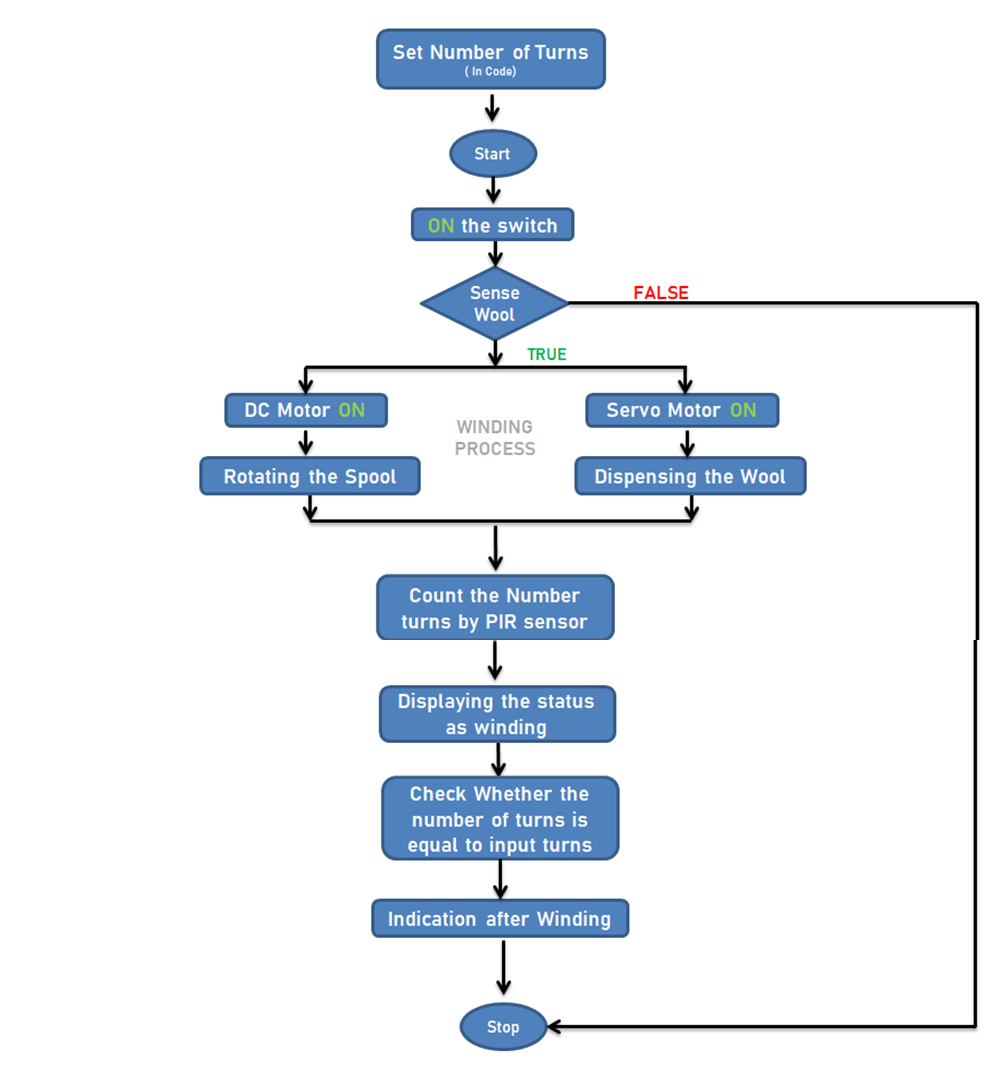 Set Number of Turns
( In Code)
Start
ON the switch
Sense
Wool
FALSE
TRUE
DC Motor ON
Servo Motor ON
WINDING
PROCESS
Rotating the Spool
Dispensing the Wool
Count the Number
turns by PIR sensor
Displaying the status
as winding
Check Whether the
number of turns is
equal to input turns
Indication after Winding
Stop